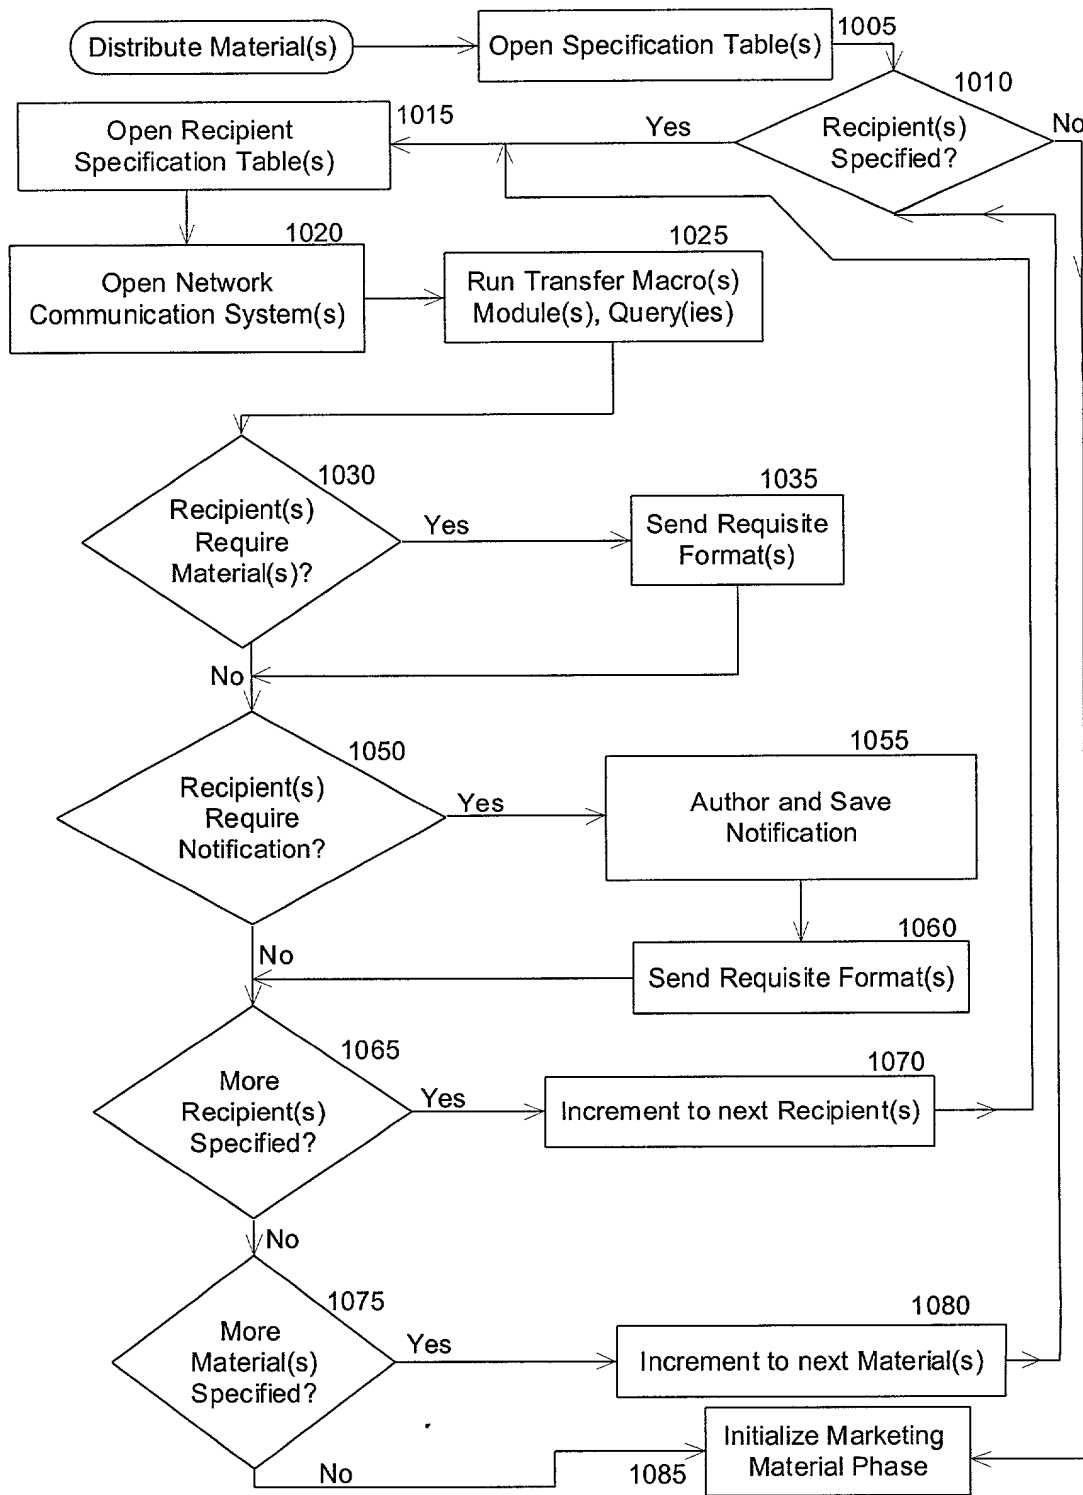 Distribute Material(s)
Open Specification Table(s)
1005
1010
Recipient(s)
Specified?
Yes
No
1015
Open Recipient
Specification Table(s)
1020
Open Network
Communication System(s)
1025
Run Transfer Macro(s)
Module(s), Query(ies)
1030
Recipient(s)
Require
Material(s)?
Yes
1035
Send Requisite
Format(s)
No
1050
Recipient(s)
Require
Notification?
Yes
1055
Author and Save
Notification
1060
Send Requisite Format(s)
No
1065
More
Recipient(s)
Specified?
Yes
1070
Increment to next Recipient(s)
No
1075
More
Material(s)
Specified?
Yes
1080
Increment to next Material(s)
No
1085
Initialize Marketing
Material Phase